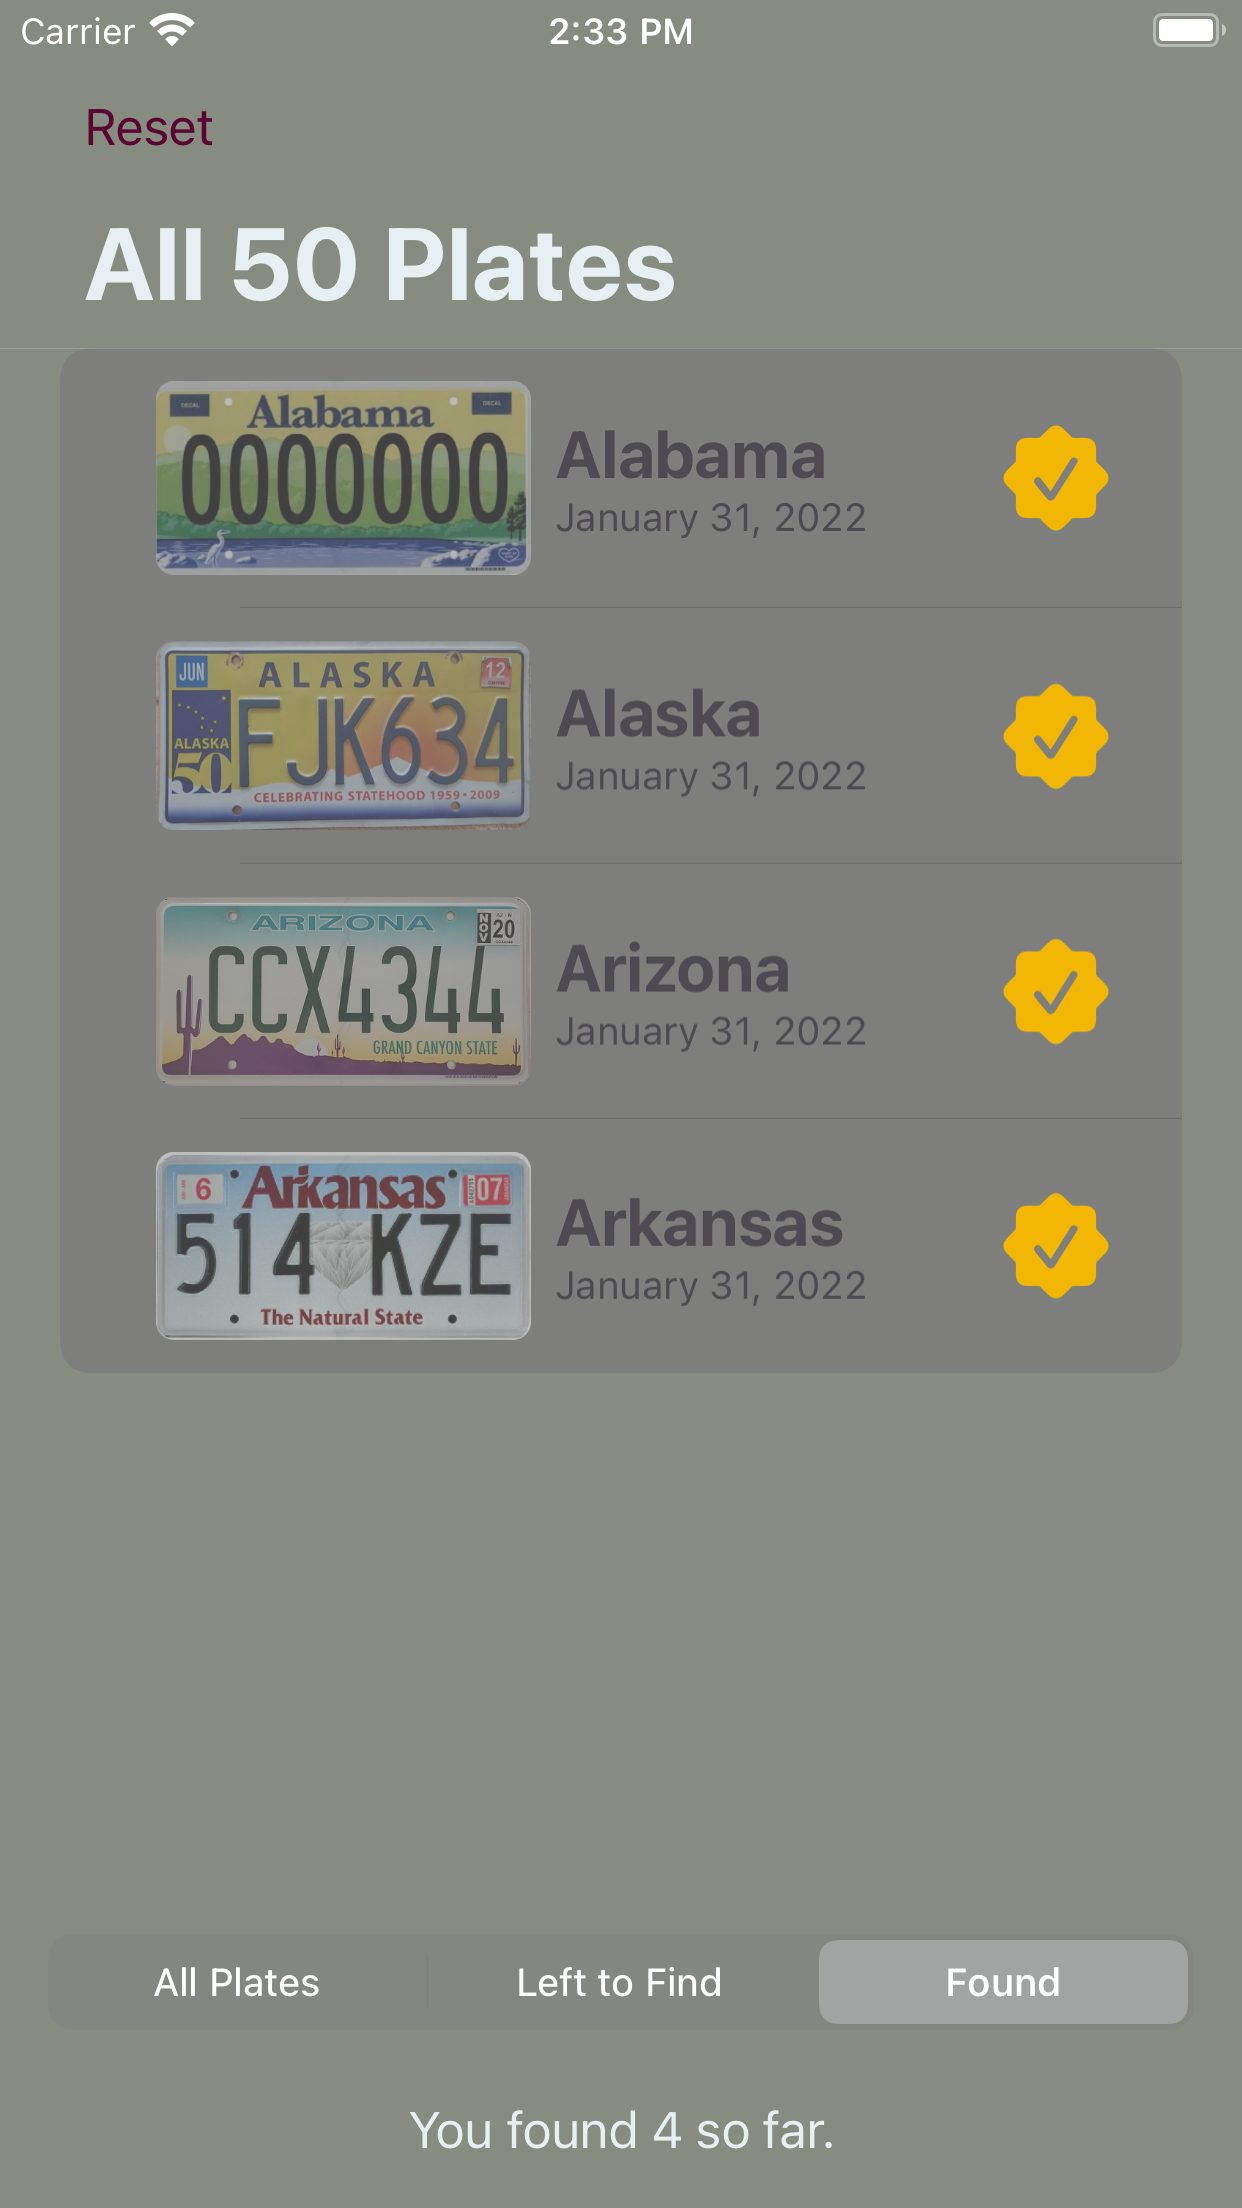 Carrier 2:33 PM
Reset
All 50 Plates
DECAL DECAL
Alabama
0000000
Alabama
January 31, 2022
JUN ALASKA 12
FJK634
ALASKA
50
CELEBRATING STATEHOOD 1959•2009
Alaska
January 31, 2022
ARIZONA NOV 20
CCX4344
GRAND CANYON STATE
Arizona
January 31, 2022
6 Arkansas 07
514 KZE
The Natural State
Arkansas
January 31, 2022
All Plates Left to Find Found
You found 4 so far.